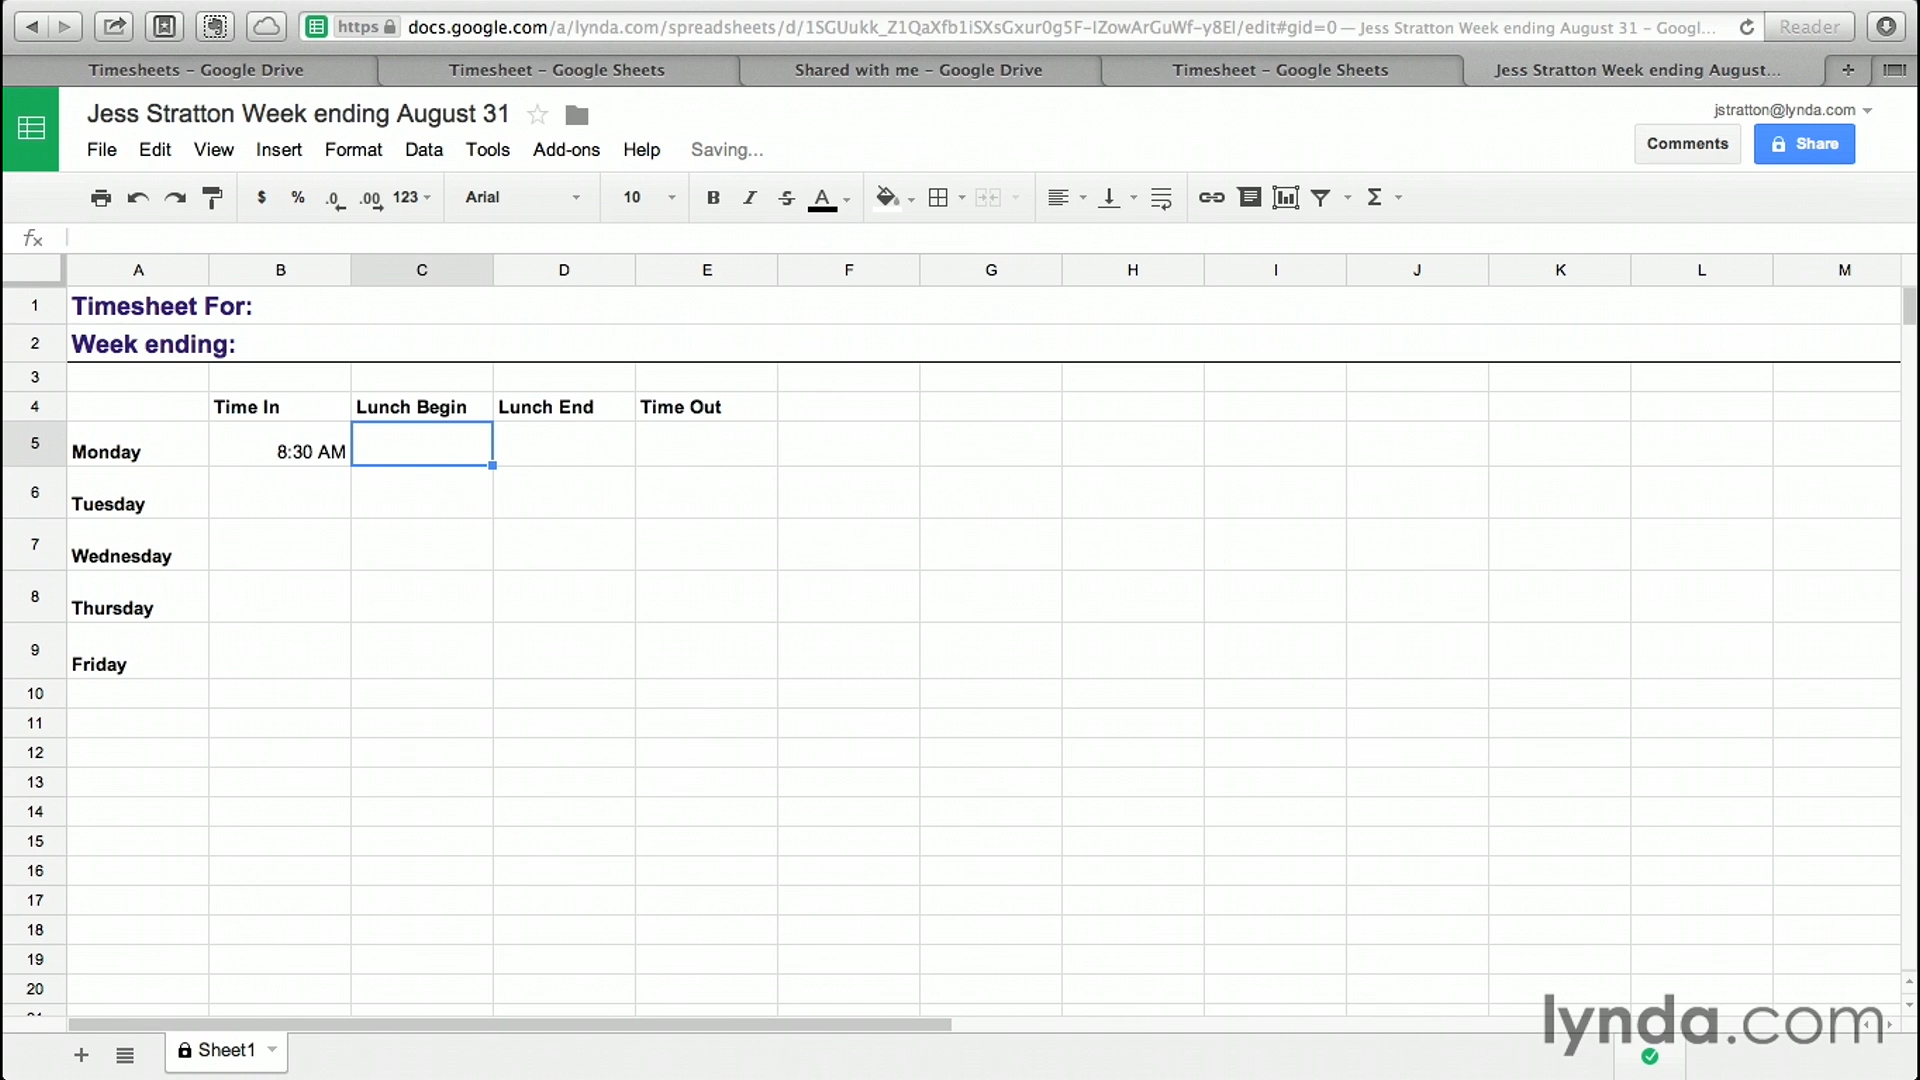 https docs.google.com/a/lynda.com/spreadsheets/d/1SGUukk_Z1QaXfb1iSXsGxur0g5F-IZowArGuWf-y8EI/edit#gid=0 — Jess Stratton Week ending August 31 – Googl... Reader
Timesheets – Google Drive
Timesheet – Google Sheets
Shared with me – Google Drive
Timesheet – Google Sheets
Jess Stratton Week ending August...
Jess Stratton Week ending August 31
jstratton@lynda.com
File Edit View Insert Format Data Tools Add-ons Help Saving...
Comments Share
$ % .0 .00 123 Arial 10 B I S A Σ
fx
A B C D E F G H I J K L M
1 Timesheet For:
2 Week ending:
3
4 Time In Lunch Begin Lunch End Time Out
5 Monday 8:30 AM
6 Tuesday
7 Wednesday
8 Thursday
9 Friday
10
11
12
13
14
15
16
17
18
19
20
lynda.com
+ Sheet1